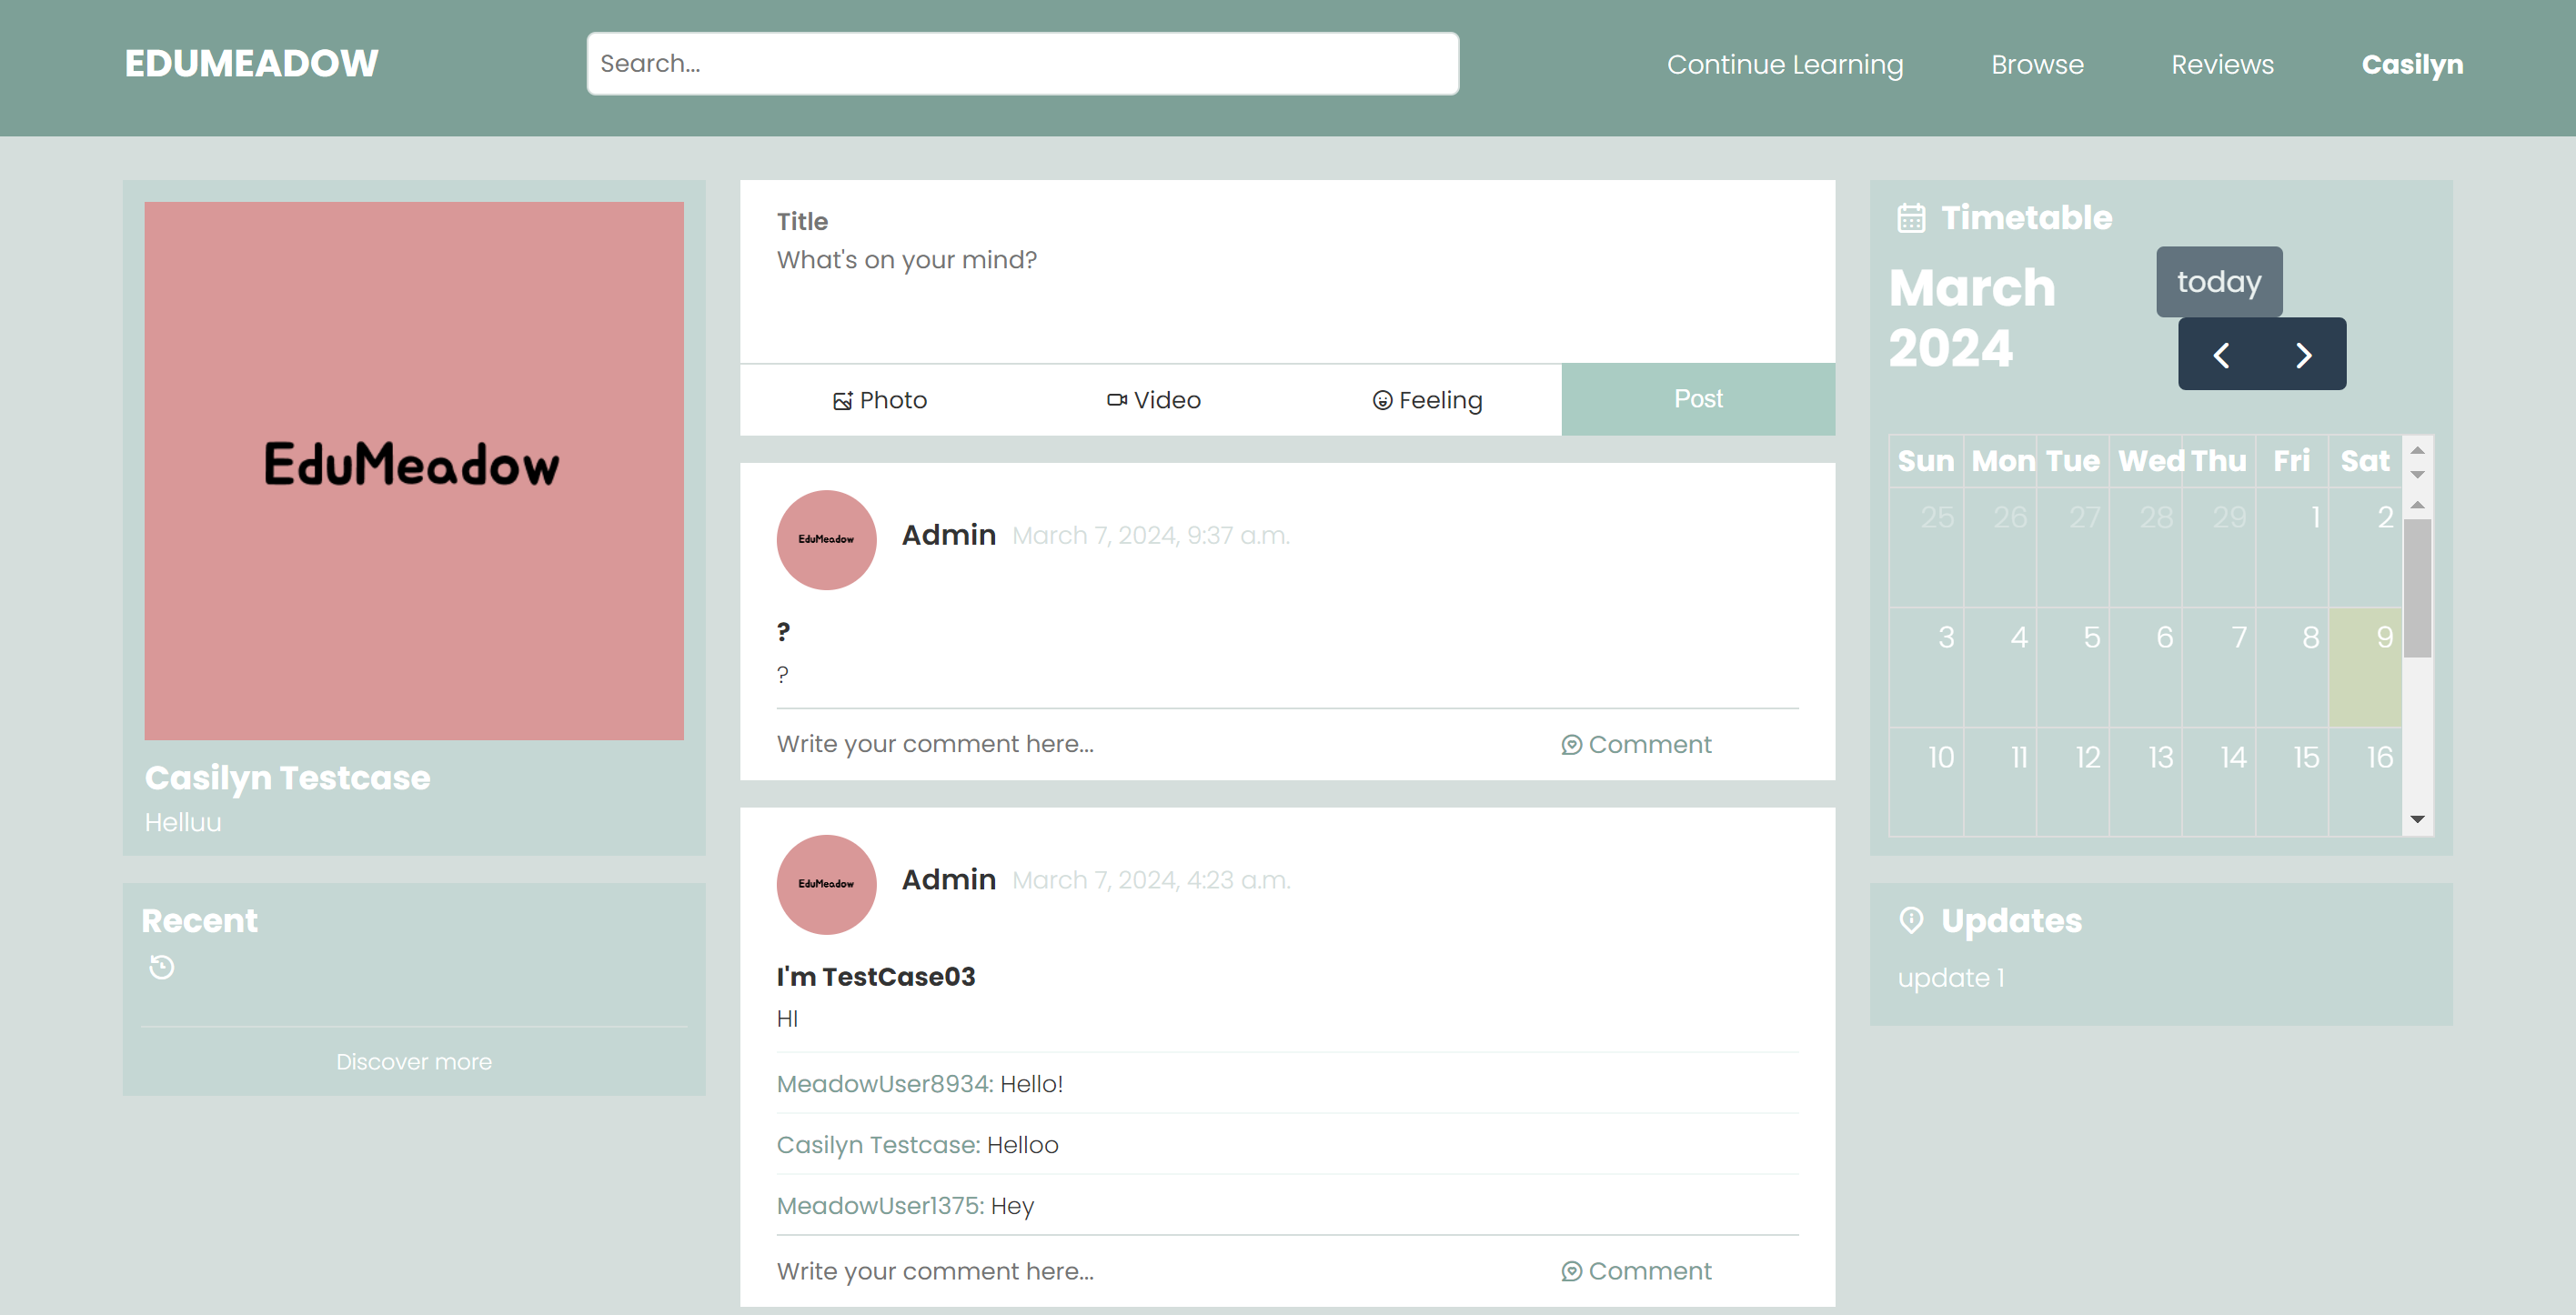 EDUMEADOW
Search...
Continue Learning
Browse
Reviews
Casilyn
EduMeadow
Casilyn Testcase
Helluu
Recent
Discover more
Title
What's on your mind?
Photo
Video
Feeling
Post
EduMeadow
Admin March 7, 2024, 9:37 a.m.
?
?
Write your comment here...
Comment
EduMeadow
Admin March 7, 2024, 4:23 a.m.
I'm TestCase03
HI
MeadowUser8934: Hello!
Casilyn Testcase: Helloo
MeadowUser1375: Hey
Write your comment here...
Comment
Timetable
March
2024
today
Sun Mon Tue Wed Thu Fri Sat
25 26 27 28 29 1 2
3 4 5 6 7 8 9
10 11 12 13 14 15 16
Updates
update 1